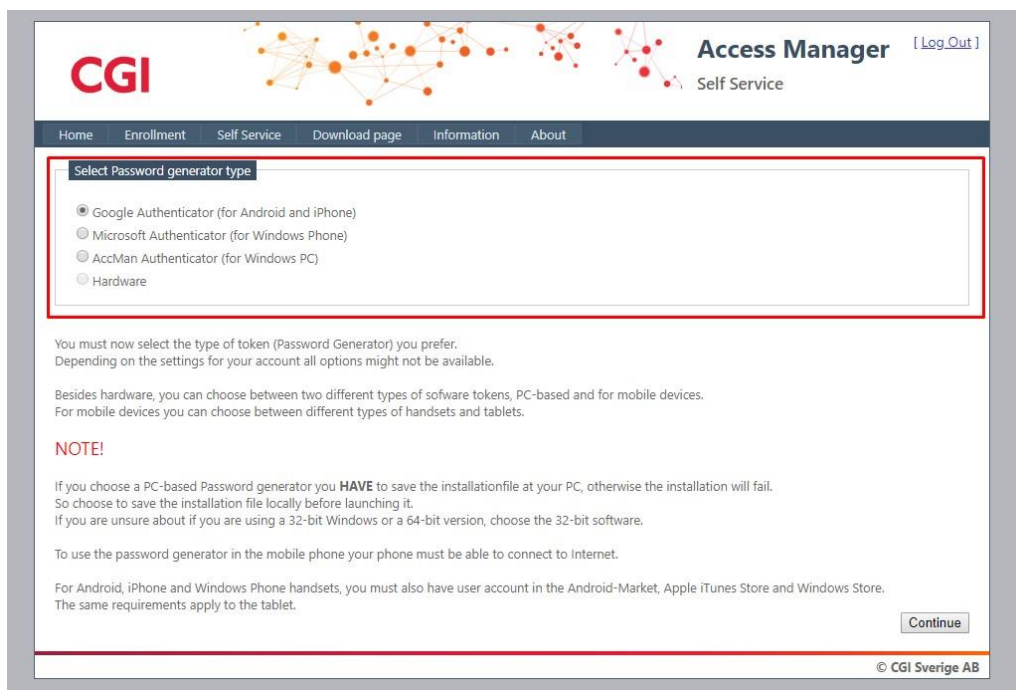 CGI
Access Manager
[ Log Out ]
Self Service
Home Enrollment Self Service Download page Information About
Select Password generator type
Google Authenticator (for Android and iPhone)
Microsoft Authenticator (for Windows Phone)
AccMan Authenticator (for Windows PC)
Hardware
You must now select the type of token (Password Generator) you prefer.
Depending on the settings for your account all options might not be available.
Besides hardware, you can choose between two different types of sofware tokens, PC-based and for mobile devices.
For mobile devices you can choose between different types of handsets and tablets.
NOTE!
If you choose a PC-based Password generator you HAVE to save the installationfile at your PC, otherwise the installation will fail.
So choose to save the installation file locally before launching it.
If you are unsure about if you are using a 32-bit Windows or a 64-bit version, choose the 32-bit software.
To use the password generator in the mobile phone your phone must be able to connect to Internet.
For Android, iPhone and Windows Phone handsets, you must also have user account in the Android-Market, Apple iTunes Store and Windows Store.
The same requirements apply to the tablet.
Continue
© CGI Sverige AB